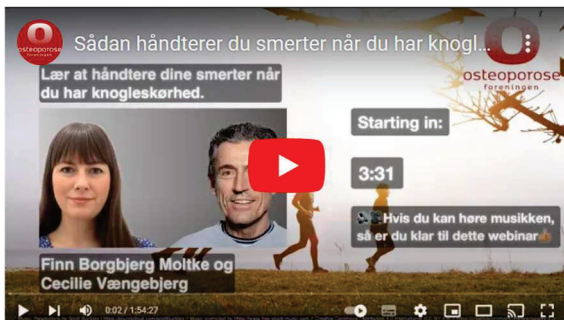 osteoporose
foreningen
Sådan håndterer du smerter når du har knogl...
osteoporose
foreningen
Lær at håndtere dine smerter når
du har knogleskørhed.
Starting in:
3:31
Hvis du kan høre musikken,
så er du klar til dette webinar
Finn Borgbjerg Moltke og
Cecilie Vængebjerg
0:02 / 1:54:27